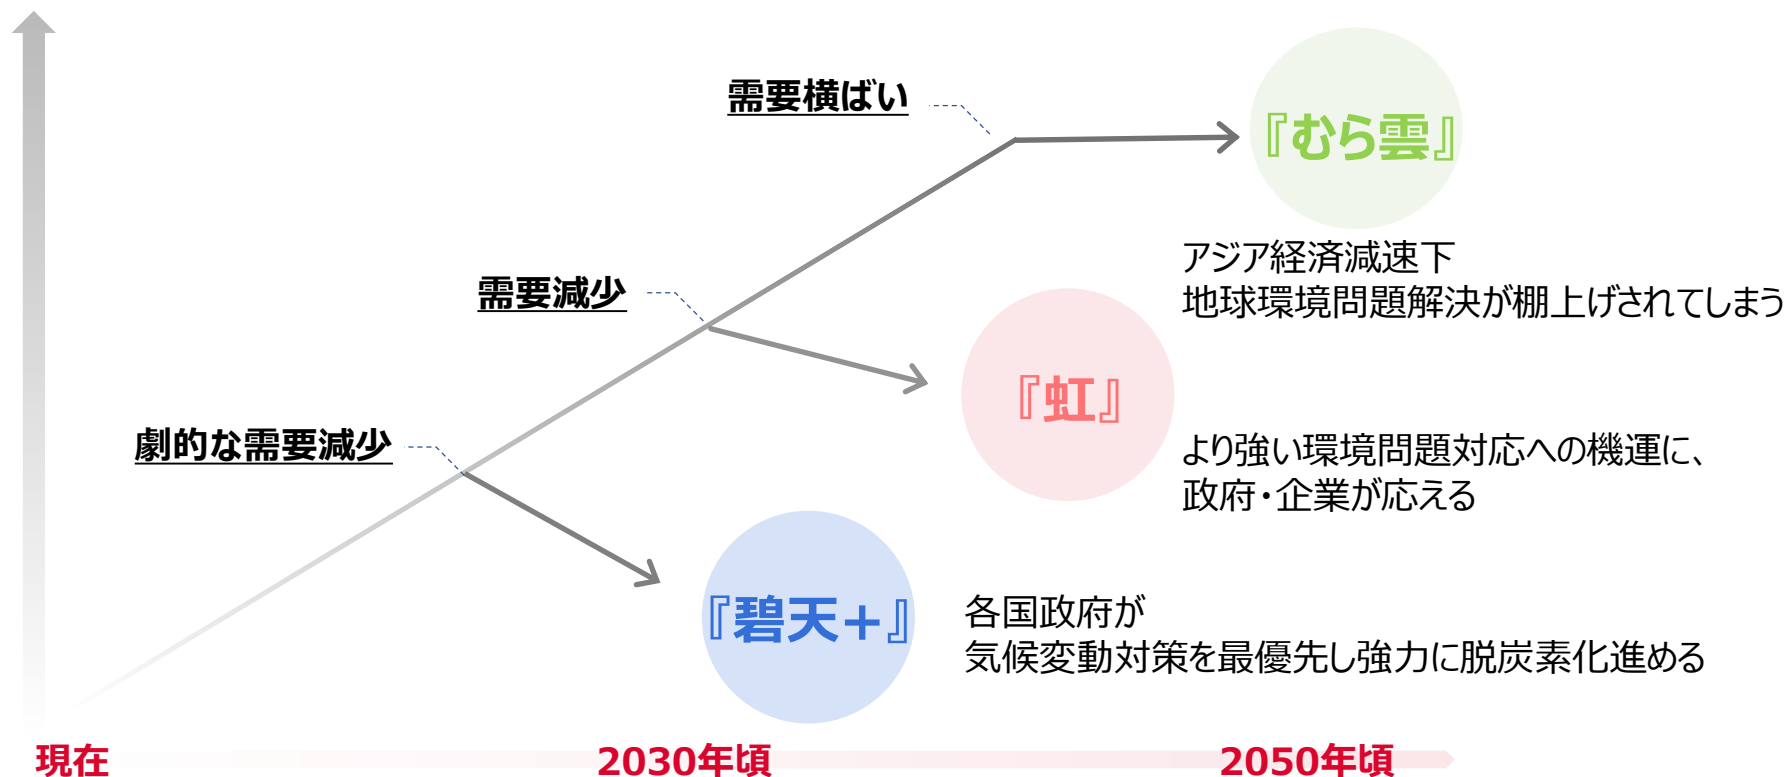 需要横ばい
『むら雲』
アジア経済減速下
地球環境問題解決が棚上げされてしまう
需要減少
『虹』
より強い環境問題対応への機運に、
政府・企業が応える
劇的な需要減少
『碧天+』
各国政府が
気候変動対策を最優先し強力に脱炭素化進める
現在
2030年頃
2050年頃